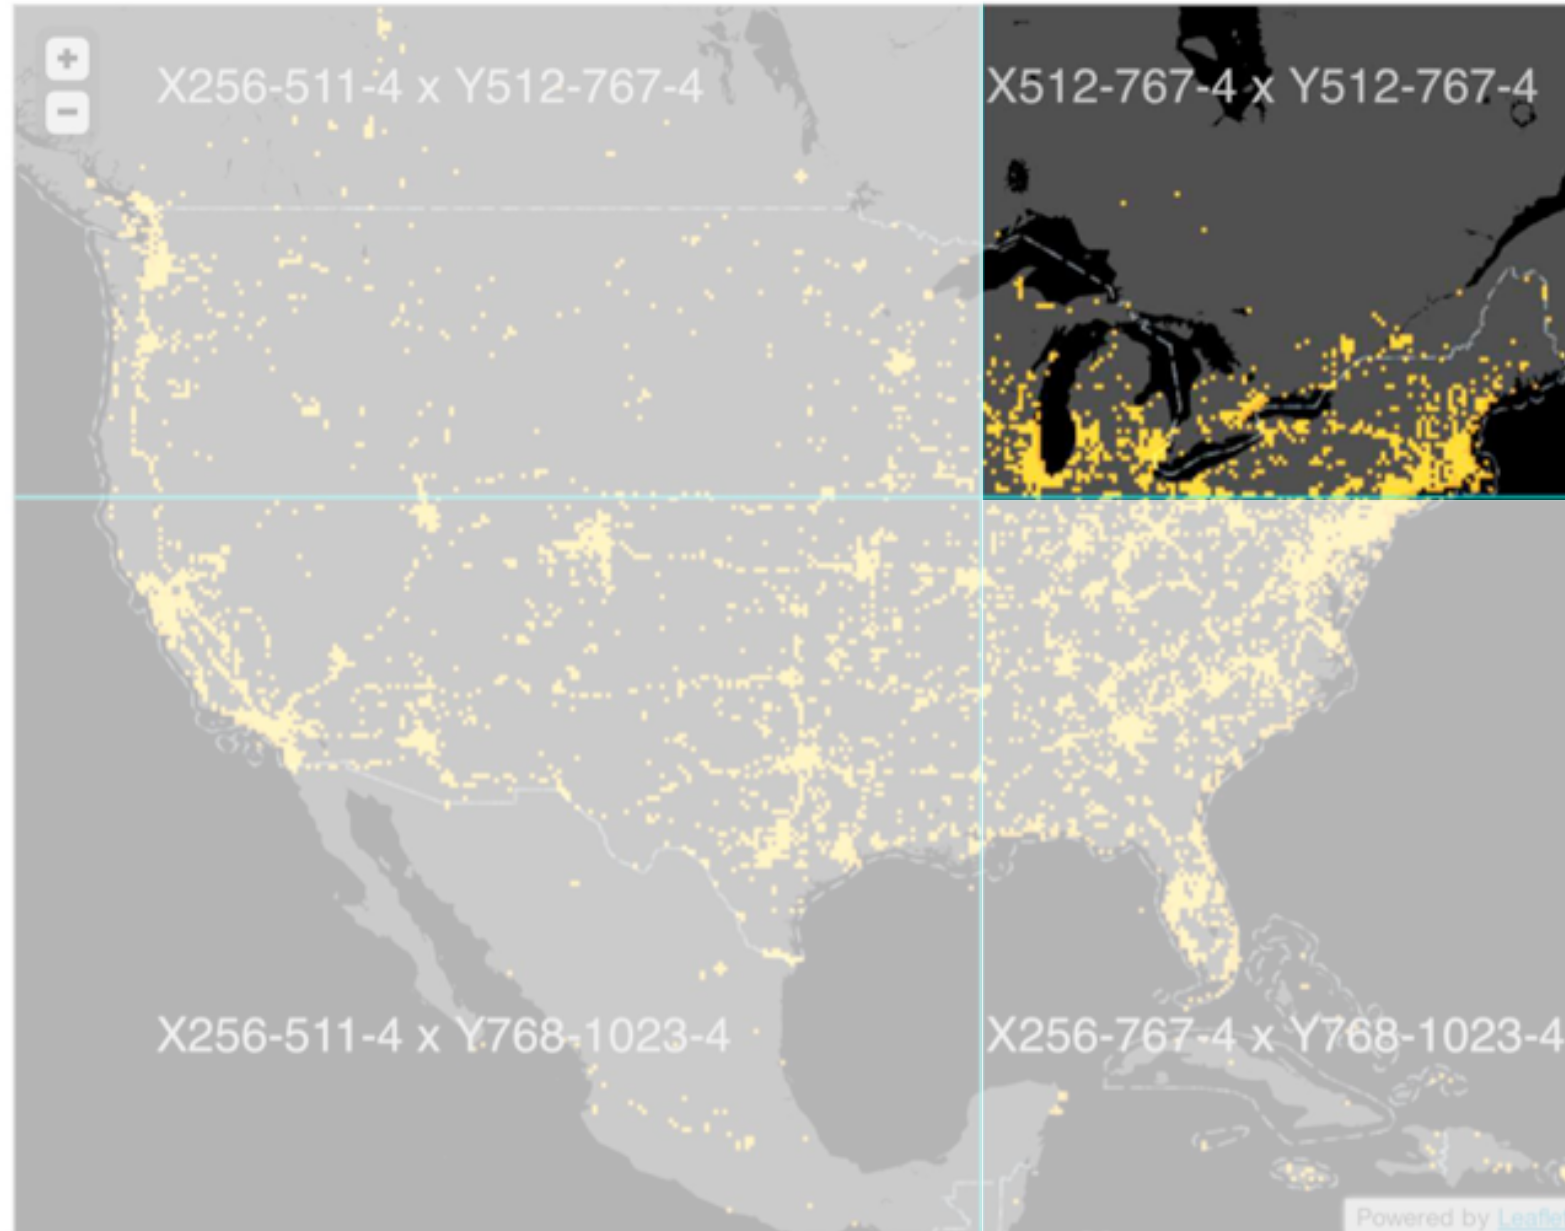 +
X256-511-4 x Y512-767-4 X512-767-4 x Y512-767-4
−
X256-511-4 x Y768-1023-4 X256-767-4 x Y768-1023-4
Powered by Leafle